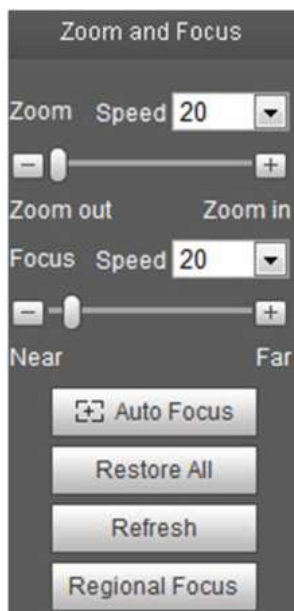 Zoom and Focus
Zoom Speed 20
Zoom out Zoom in
Focus Speed 20
Near Far
Auto Focus
Restore All
Refresh
Regional Focus